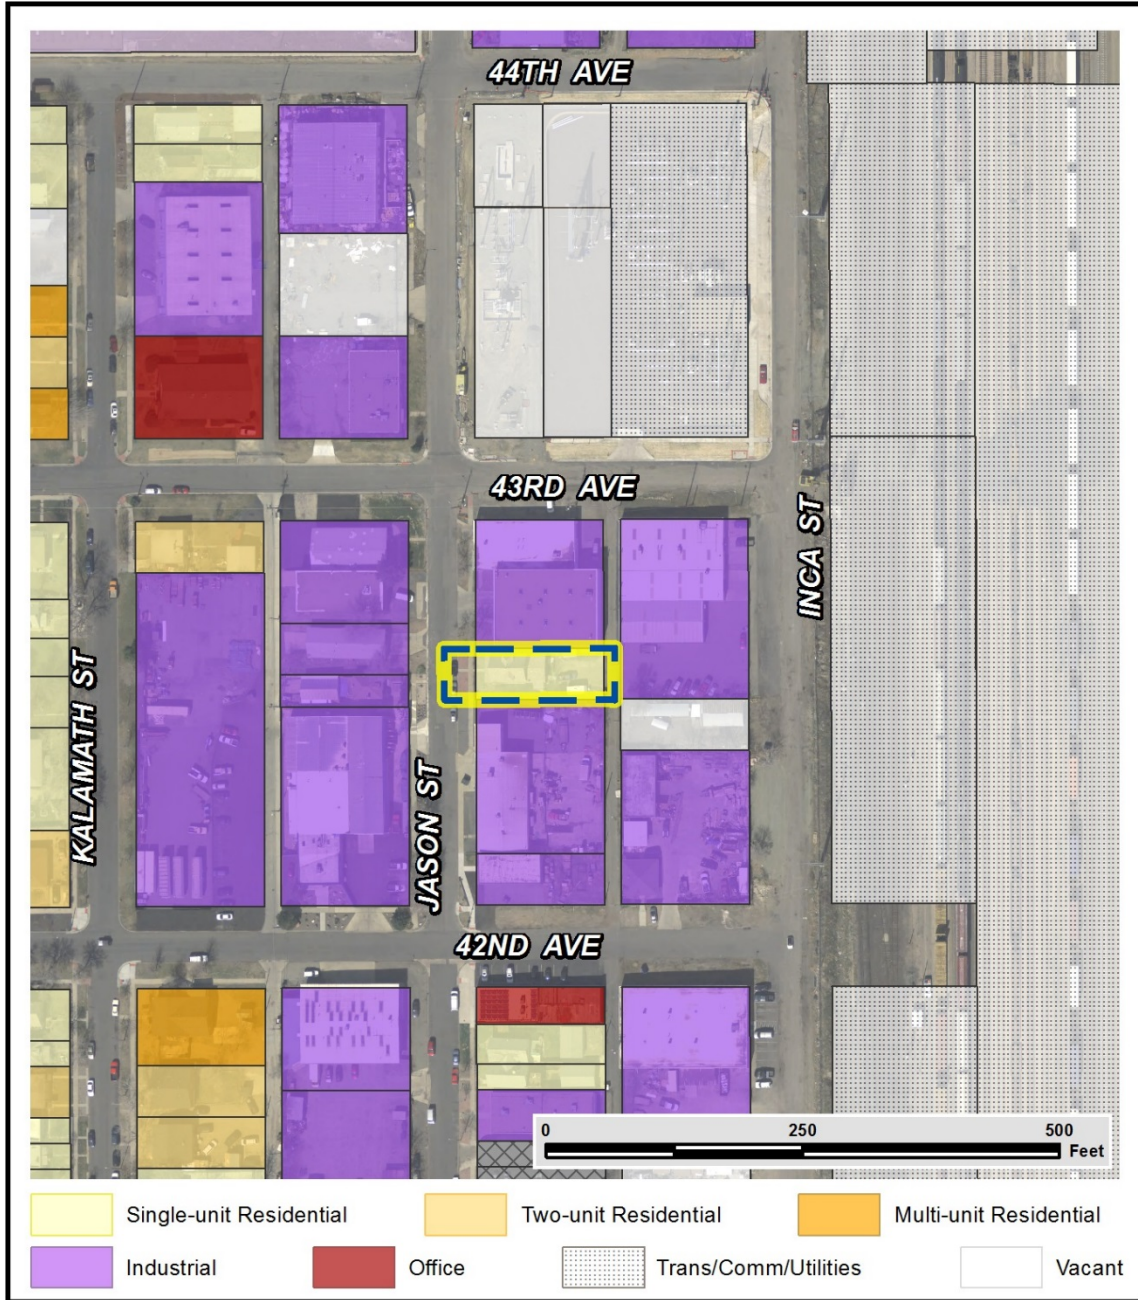 44TH AVE
43RD AVE
INCA ST
KALAMATH ST
JASON ST
42ND AVE
0 250 500
Feet
Single-unit Residential Two-unit Residential Multi-unit Residential
Industrial Office Trans/Comm/Utilities Vacant